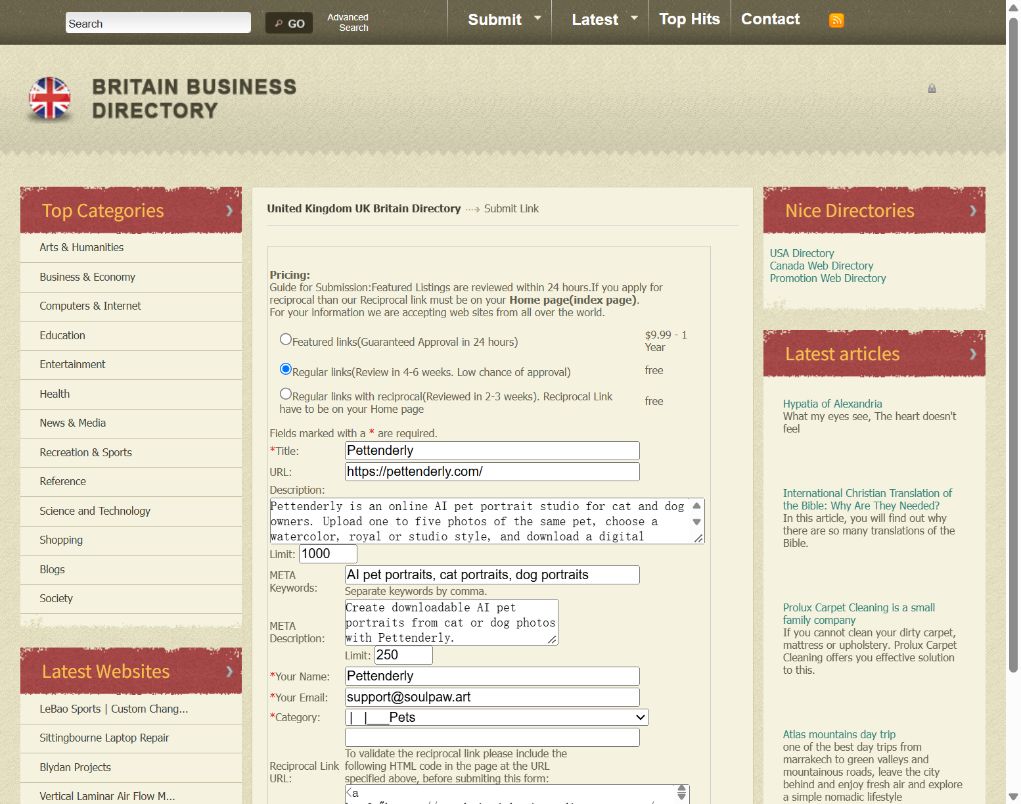 Search
GO
Advanced
Search
Submit
Latest
Top Hits
Contact
BRITAIN BUSINESS
DIRECTORY
Top Categories
Arts & Humanities
Business & Economy
Computers & Internet
Education
Entertainment
Health
News & Media
Recreation & Sports
Reference
Science and Technology
Shopping
Blogs
Society
Latest Websites
LeBao Sports | Custom Chang...
Sittingbourne Laptop Repair
Blydan Projects
Vertical Laminar Air Flow M...
United Kingdom UK Britain Directory ····> Submit Link
Pricing:
Guide for Submission:Featured Listings are reviewed within 24 hours.If you apply for
reciprocal than our Reciprocal link must be on your Home page(index page).
For your information we are accepting web sites from all over the world.
Featured links(Guaranteed Approval in 24 hours)
$9.99 - 1
Year
Regular links(Review in 4-6 weeks. Low chance of approval)
free
Regular links with reciprocal(Reviewed in 2-3 weeks). Reciprocal Link
have to be on your Home page
free
Fields marked with a * are required.
*Title:
Pettenderly
URL:
https://pettenderly.com/
Description:
Pettenderly is an online AI pet portrait studio for cat and dog
owners. Upload one to five photos of the same pet, choose a
watercolor, royal or studio style, and download a digital
Limit: 1000
META
Keywords:
AI pet portraits, cat portraits, dog portraits
Separate keywords by comma.
META
Description:
Create downloadable AI pet
portraits from cat or dog photos
with Pettenderly.
Limit: 250
*Your Name:
Pettenderly
*Your Email:
support@soulpaw.art
*Category:
| |___Pets
Reciprocal Link
URL:
To validate the reciprocal link please include the
following HTML code in the page at the URL
specified above, before submiting this form:
<a
Nice Directories
USA Directory
Canada Web Directory
Promotion Web Directory
Latest articles
Hypatia of Alexandria
What my eyes see, The heart doesn't
feel
International Christian Translation of
the Bible: Why Are They Needed?
In this article, you will find out why
there are so many translations of the
Bible.
Prolux Carpet Cleaning is a small
family company
If you cannot clean your dirty carpet,
mattress or upholstery. Prolux Carpet
Cleaning offers you effective solution
to this.
Atlas mountains day trip
one of the best day trips from
marrakech to green valleys and
mountainous roads, leave the city
behind and enjoy fresh air and explore
a simple nomadic lifestyle